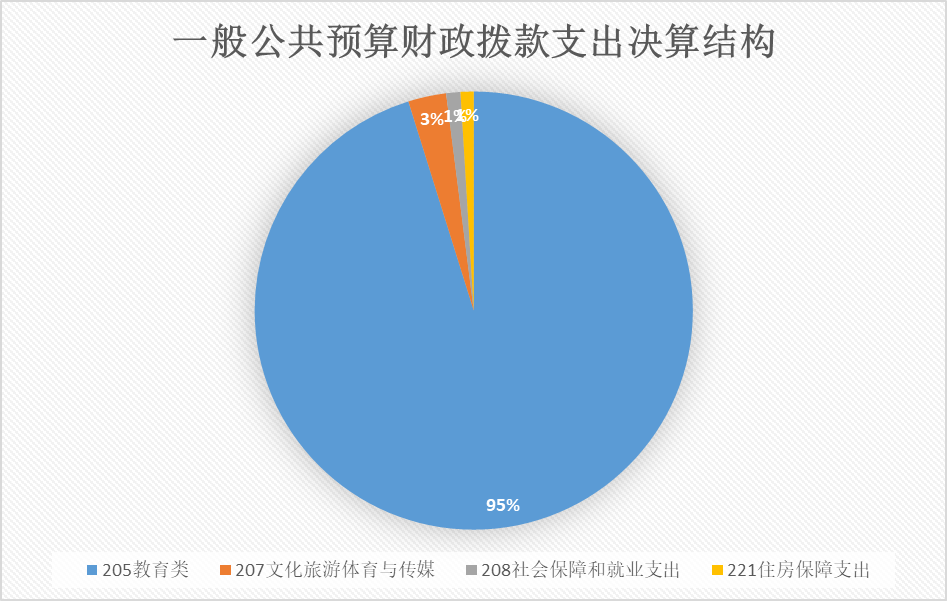 一般公共预算财政拨款支出决算结构
3% 1% 1%
95%
205教育类 207文化旅游体育与传媒 208社会保障和就业支出 221住房保障支出